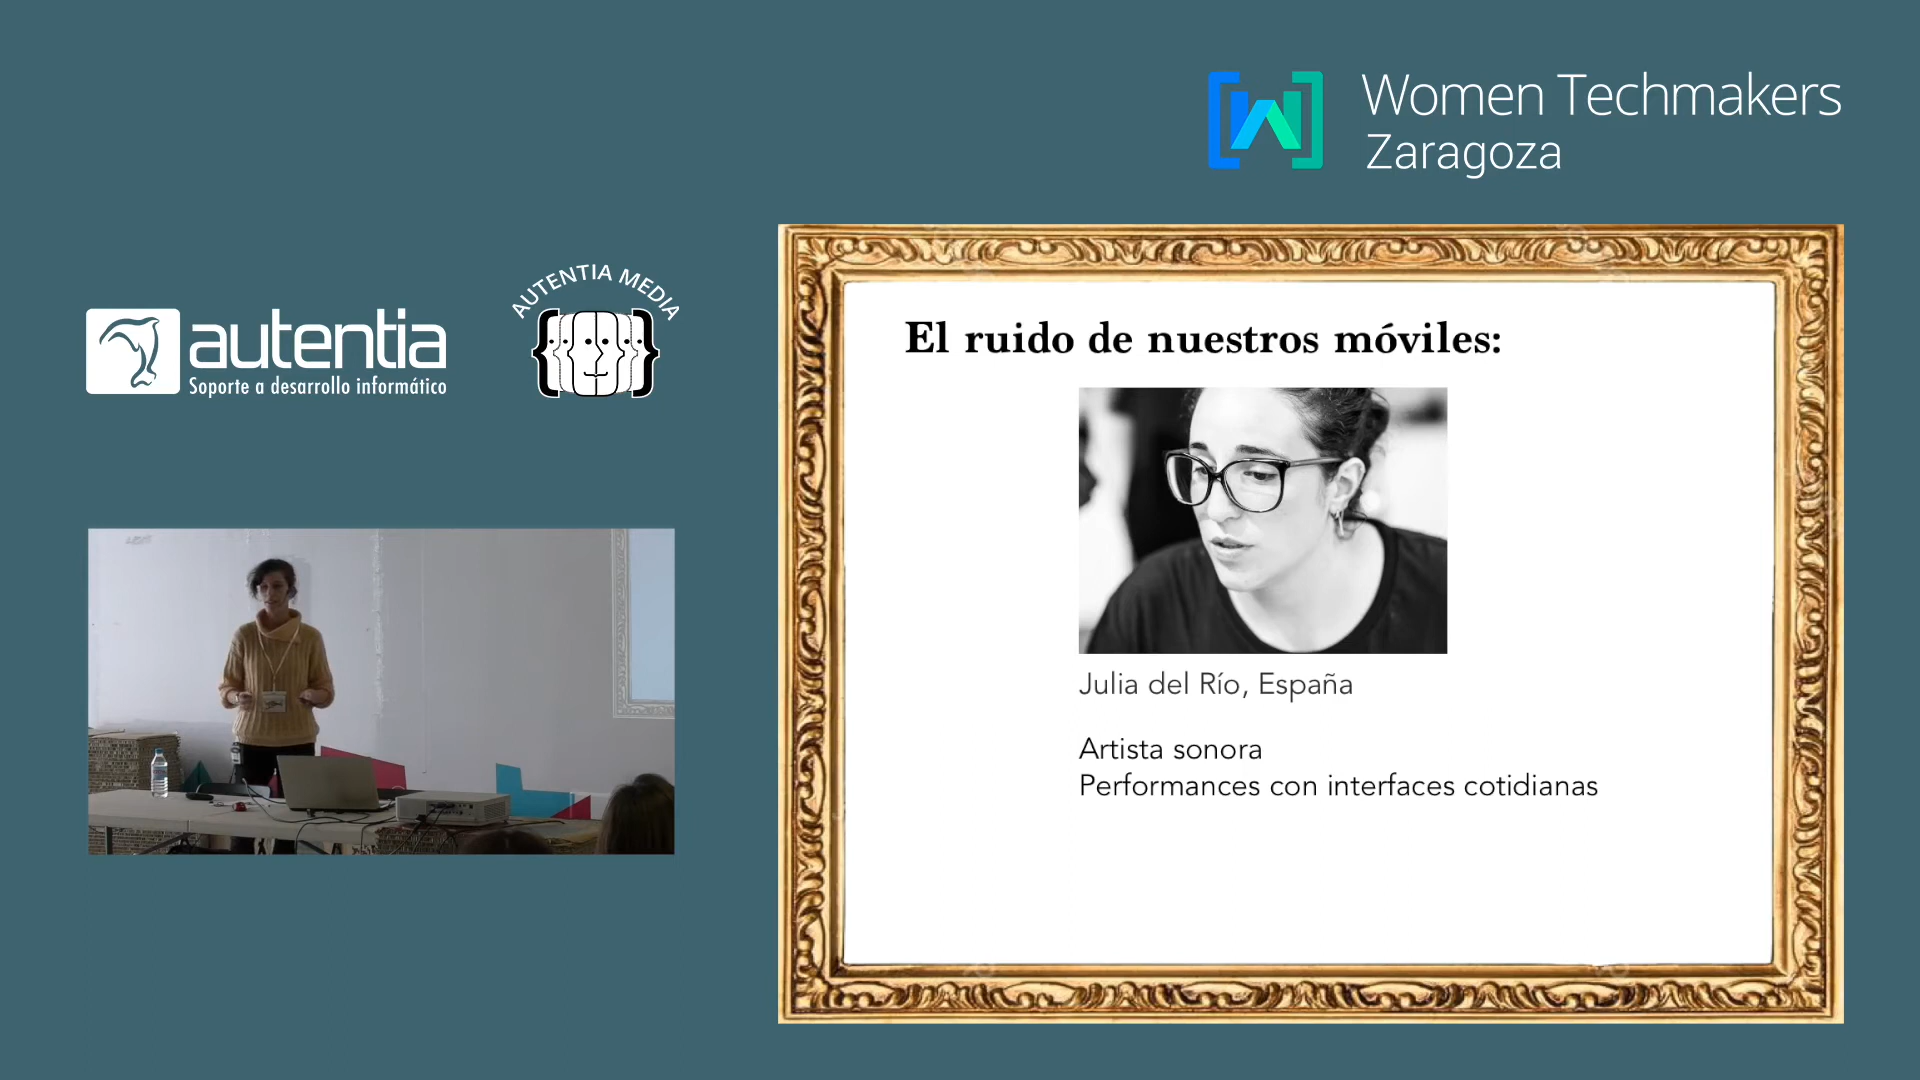 Women Techmakers
Zaragoza
AUTENTIA MEDIA
autentia
Soporte a desarrollo informático
El ruido de nuestros móviles:
Julia del Río, España
Artista sonora
Performances con interfaces cotidianas